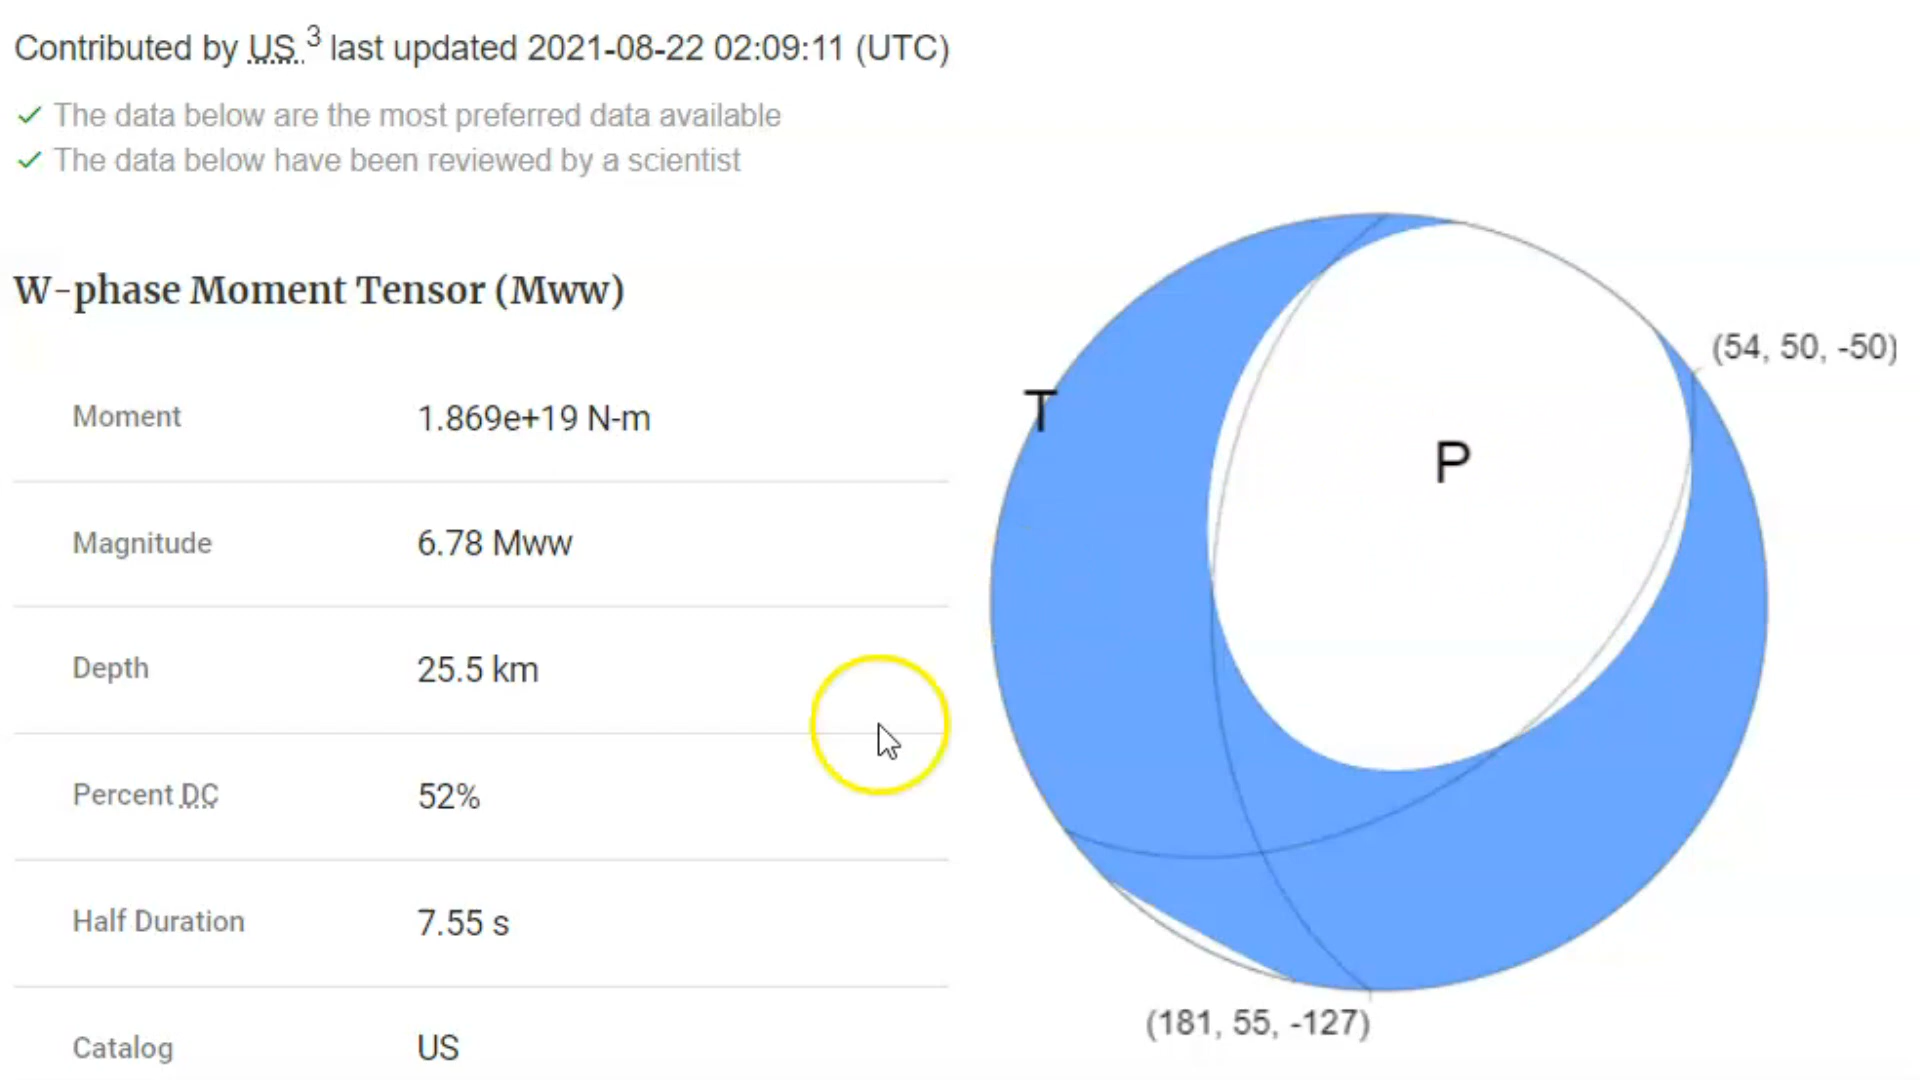 Contributed by US 3 last updated 2021-08-22 02:09:11 (UTC)
✓ The data below are the most preferred data available
✓ The data below have been reviewed by a scientist
W-phase Moment Tensor (Mww)
Moment 1.869e+19 N-m
Magnitude 6.78 Mww
Depth 25.5 km
Percent DC 52%
Half Duration 7.55 s
Catalog US
(54, 50, -50)
T
P
(181, 55, -127)